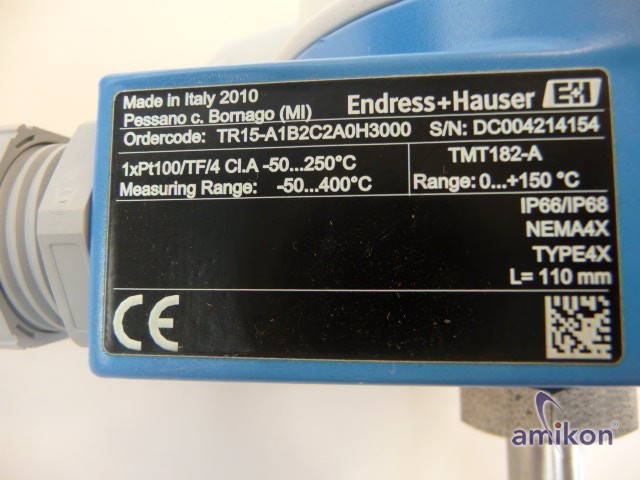 Made in Italy 2010
Pessano c. Bornago (MI)
Endress+Hauser E+H
Ordercode: TR15-A1B2C2A0H3000 S/N: DC004214154
1xPt100/TF/4 Cl.A -50...250°C
Measuring Range: -50...400°C
TMT182-A
Range: 0...+150 °C
IP66/IP68
NEMA4X
TYPE4X
L= 110 mm
CE
amikon